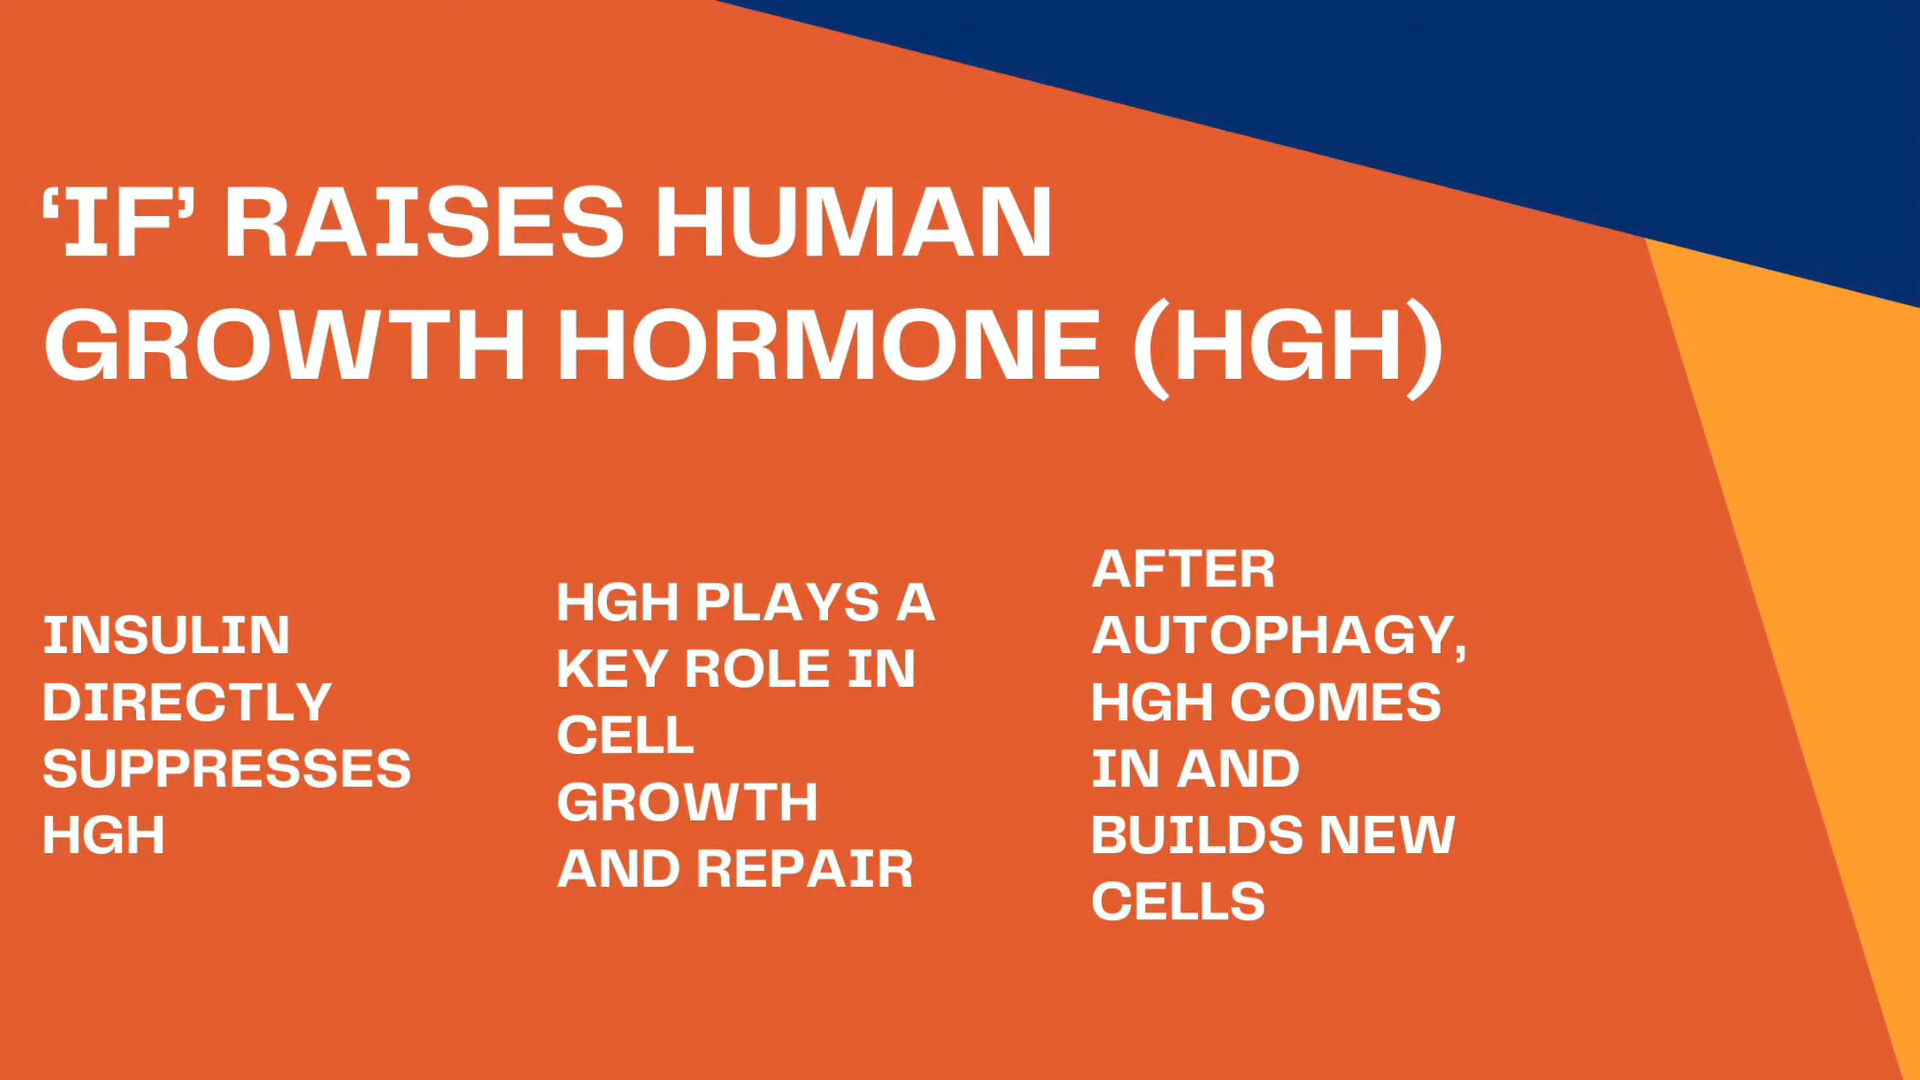 ‘IF’ RAISES HUMAN
GROWTH HORMONE (HGH)
INSULIN
DIRECTLY
SUPPRESSES
HGH
HGH PLAYS A
KEY ROLE IN
CELL
GROWTH
AND REPAIR
AFTER
AUTOPHAGY,
HGH COMES
IN AND
BUILDS NEW
CELLS